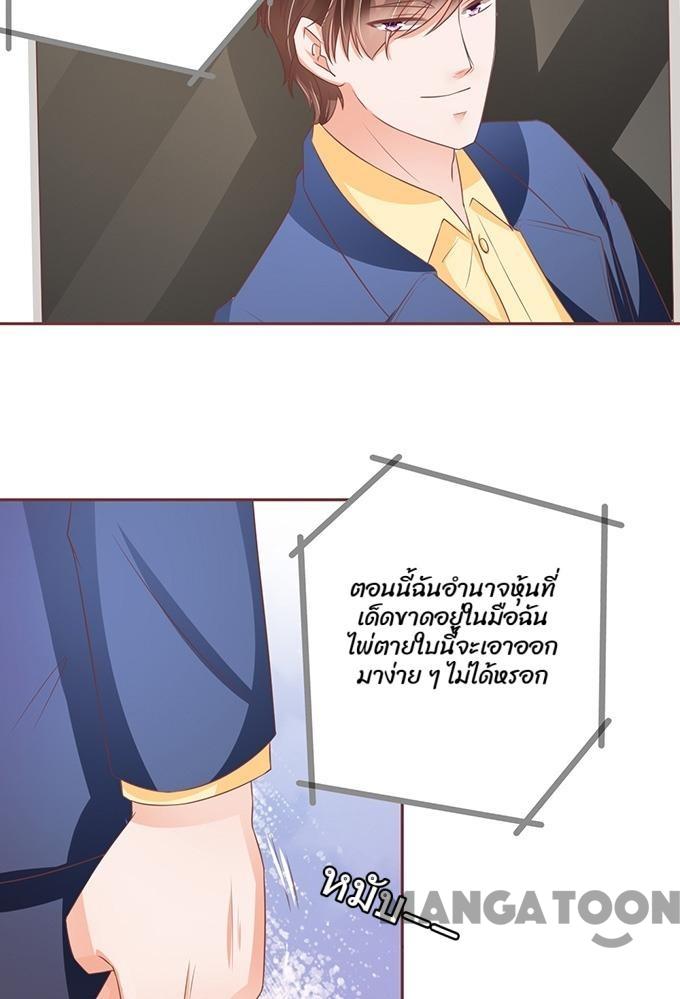 ตอนนี้ฉันอำนาจหุ้นที่
เด็ดขาดอยู่ในมือฉัน
ไพ่ตายใบนี้จะเอาออก
มาง่าย ๆ ไม่ได้หรอก
หมับ--
MANGATOON